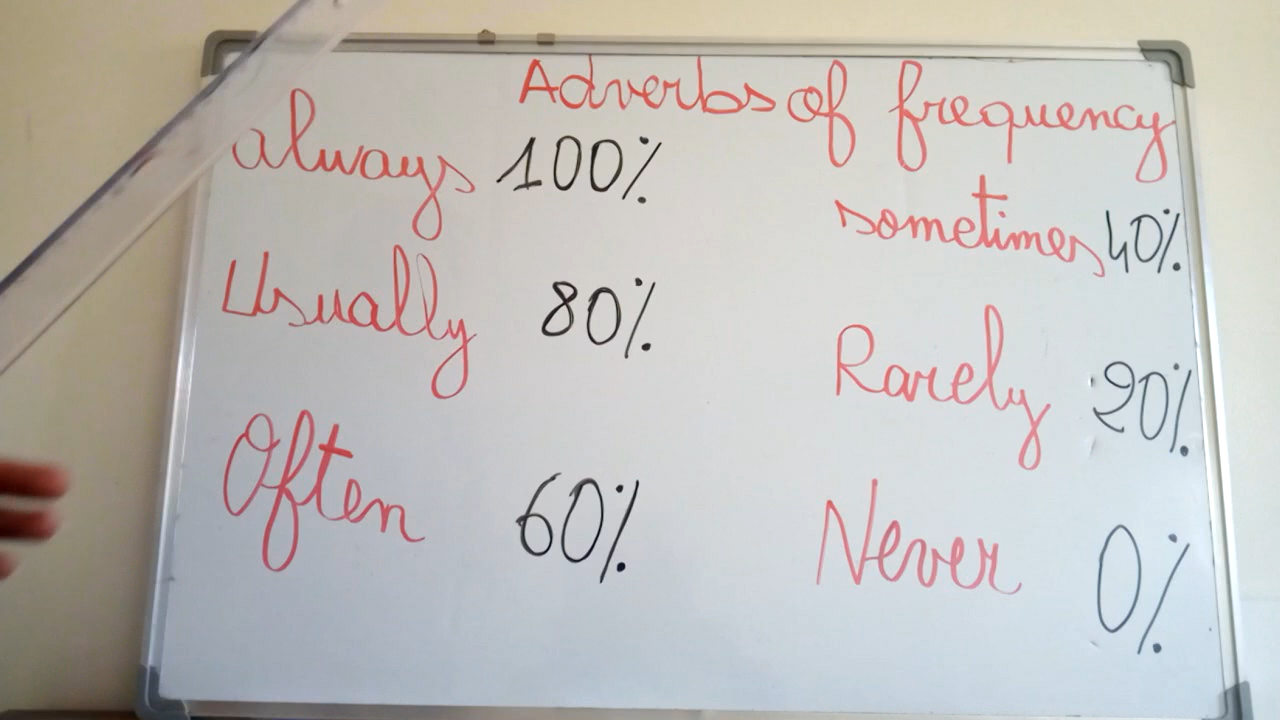 Adverbs of frequency
always 100%
Usually 80%
Often 60%
sometimes 40%
Rarely 20%
Never 0%